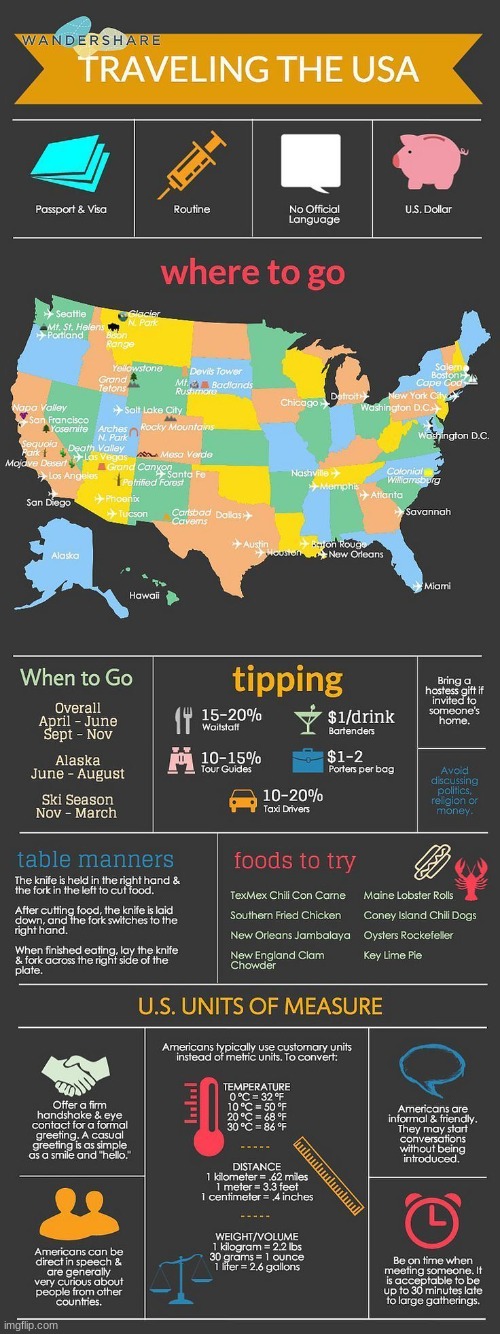 WANDERSHARE
TRAVELING THE USA
Passport & Visa
Routine
No Official
Language
U.S. Dollar
where to go
Seattle
Mt. St. Helens
Portland
Glacier
N. Park
Bison
Range
Yellowstone
Grand
Tetons
Devils Tower
Mt.
Rushmore
Badlands
Salem
Boston
Cape Cod
Detroit
New York City
Chicago
Washington D.C.
Washington D.C.
Napa Valley
San Francisco
Yosemite
Salt Lake City
Arches
N. Park
Rocky Mountains
Sequoia
Park
Death Valley
Las Vegas
Mesa Verde
Mojave Desert
Grand Canyon
Los Angeles
Santa Fe
Petrified Forest
Nashville
Memphis
Colonial
Williamsburg
Atlanta
San Diego
Phoenix
Tucson
Carlsbad
Caverns
Dallas
Savannah
Austin
Houston
Baton Rouge
New Orleans
Alaska
Hawaii
Miami
When to Go
Overall
April - June
Sept - Nov
Alaska
June - August
Ski Season
Nov - March
tipping
15-20%
Waitstaff
$1/drink
Bartenders
10-15%
Tour Guides
$1-2
Porters per bag
10-20%
Taxi Drivers
Bring a
hostess gift if
invited to
someone's
home.
Avoid
discussing
politics,
religion or
money.
table manners
The knife is held in the right hand &
the fork in the left to cut food.
After cutting food, the knife is laid
down, and the fork switches to the
right hand.
When finished eating, lay the knife
& fork across the right side of the
plate.
foods to try
TexMex Chili Con Carne
Southern Fried Chicken
New Orleans Jambalaya
New England Clam
Chowder
Maine Lobster Rolls
Coney Island Chili Dogs
Oysters Rockefeller
Key Lime Pie
U.S. UNITS OF MEASURE
Offer a firm
handshake & eye
contact for a formal
greeting. A casual
greeting is as simple
as a smile and "hello."
Americans can be
direct in speech &
are generally
very curious about
people from other
countries.
Americans typically use customary units
instead of metric units. To convert:
TEMPERATURE
0 °C = 32 °F
10 °C = 50 °F
20 °C = 68 °F
30 °C = 86 °F
DISTANCE
1 kilometer = .62 miles
1 meter = 3.3 feet
1 centimeter = .4 inches
WEIGHT/VOLUME
1 kilogram = 2.2 lbs
30 grams = 1 ounce
1 liter = 2.6 gallons
Americans are
informal & friendly.
They may start
conversations
without being
introduced.
Be on time when
meeting someone. It
is acceptable to be
up to 30 minutes late
to large gatherings.
imgflip.com